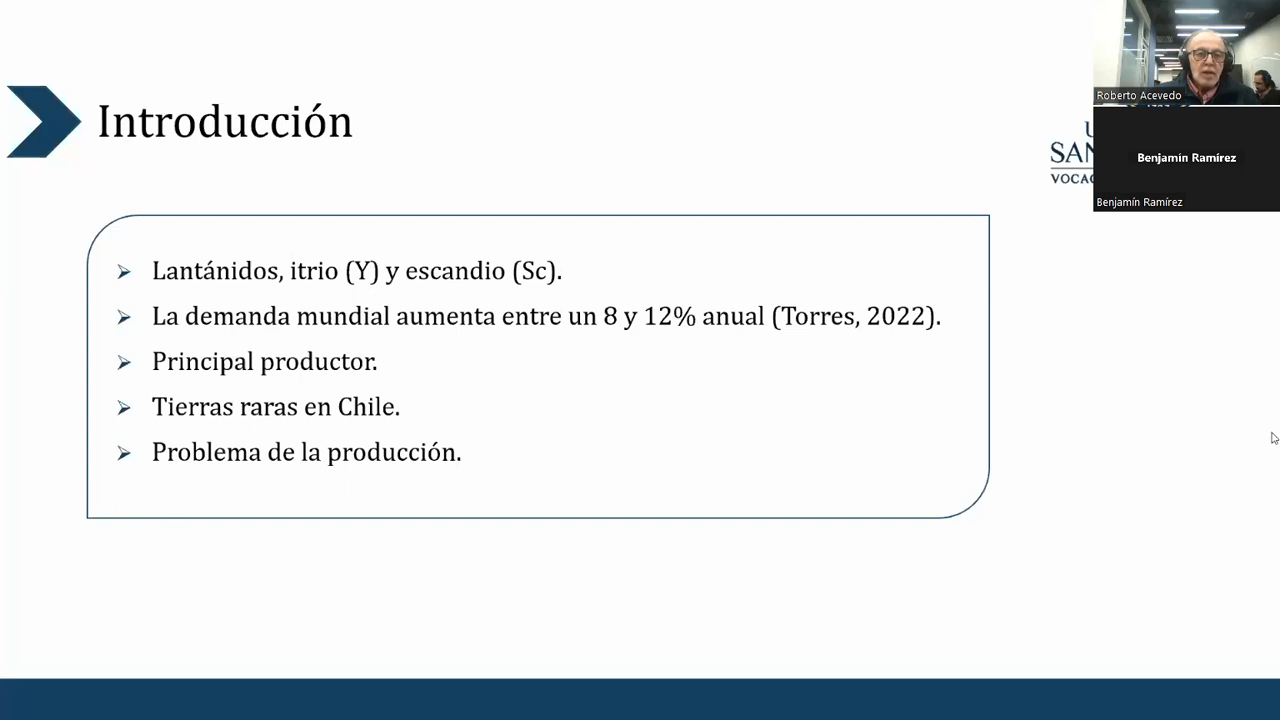 Introducción
Lantánidos, itrio (Y) y escandio (Sc).
La demanda mundial aumenta entre un 8 y 12% anual (Torres, 2022).
Principal productor.
Tierras raras en Chile.
Problema de la producción.
Roberto Acevedo
Benjamín Ramírez
Benjamín Ramírez